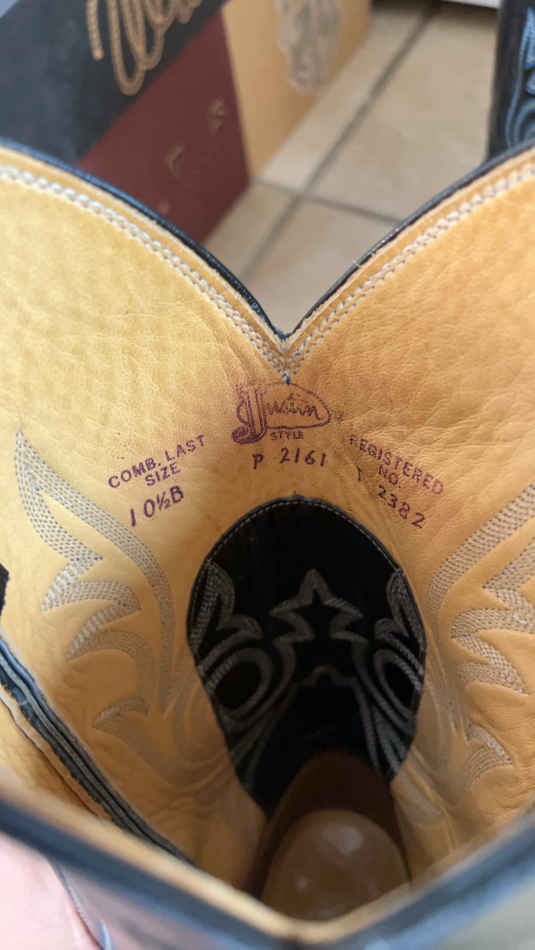 Justin
STYLE
P 2161
COMB. LAST
SIZE
10½B
REGISTERED
NO.
T 2382